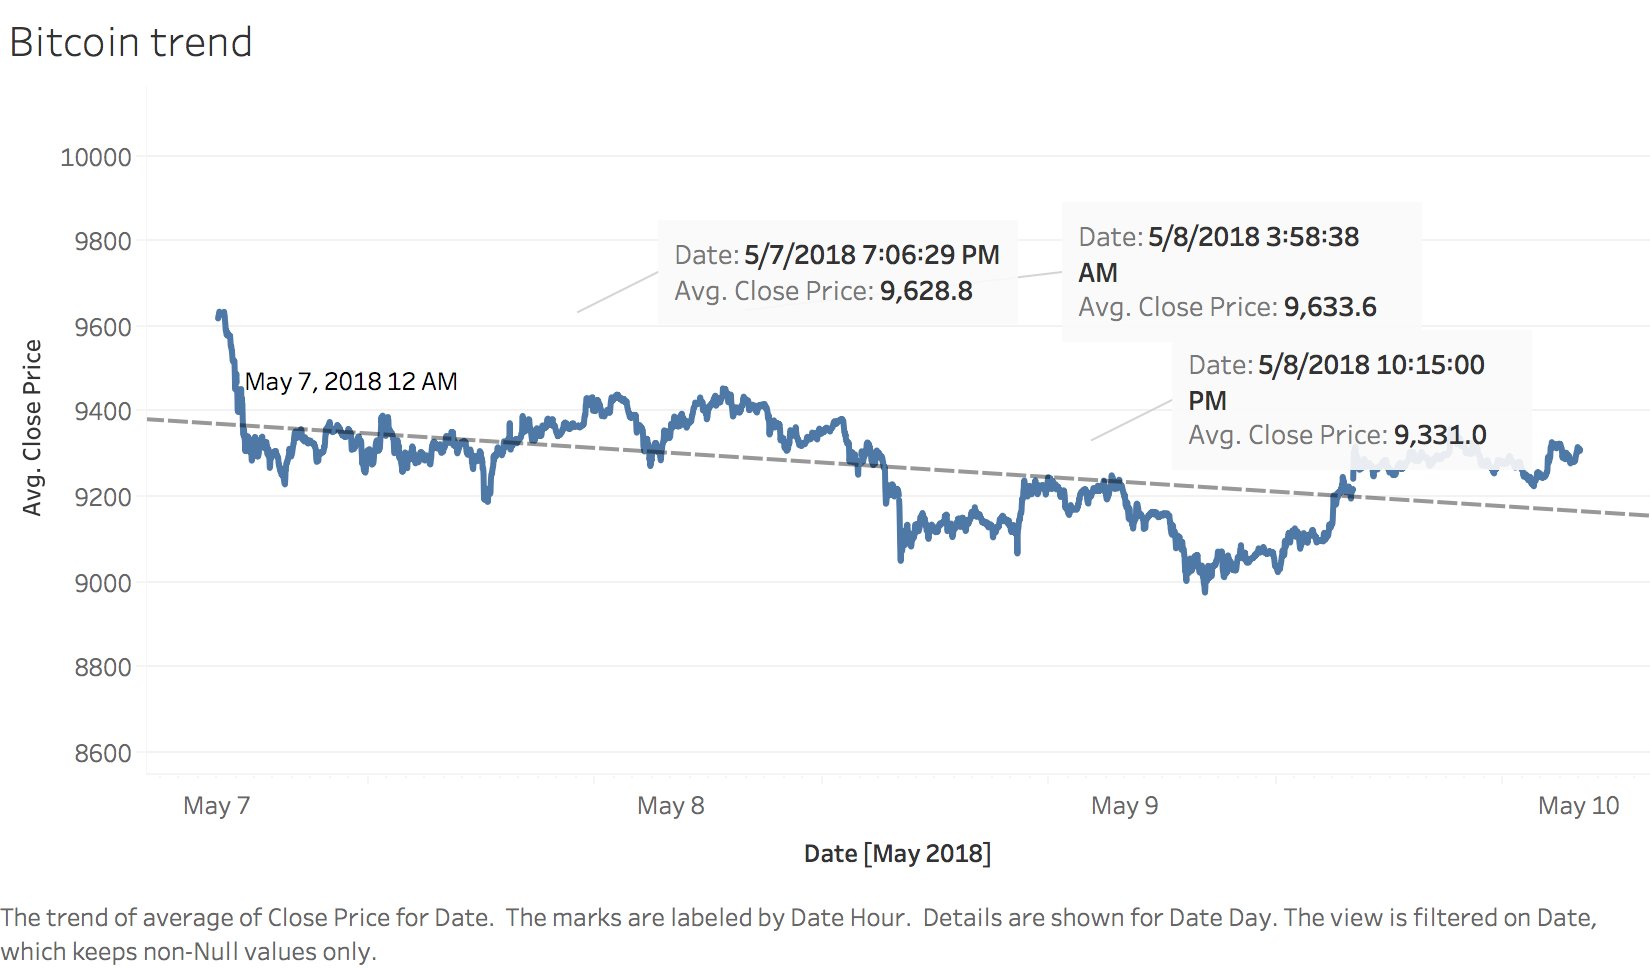 Bitcoin trend
10000
9800
9600
9400
9200
9000
8800
8600
Avg. Close Price
Date: 5/7/2018 7:06:29 PM
Avg. Close Price: 9,628.8
Date: 5/8/2018 3:58:38
AM
Avg. Close Price: 9,633.6
Date: 5/8/2018 10:15:00
PM
Avg. Close Price: 9,331.0
May 7, 2018 12 AM
May 7
May 8
May 9
May 10
Date [May 2018]
The trend of average of Close Price for Date.  The marks are labeled by Date Hour.  Details are shown for Date Day. The view is filtered on Date,
which keeps non-Null values only.